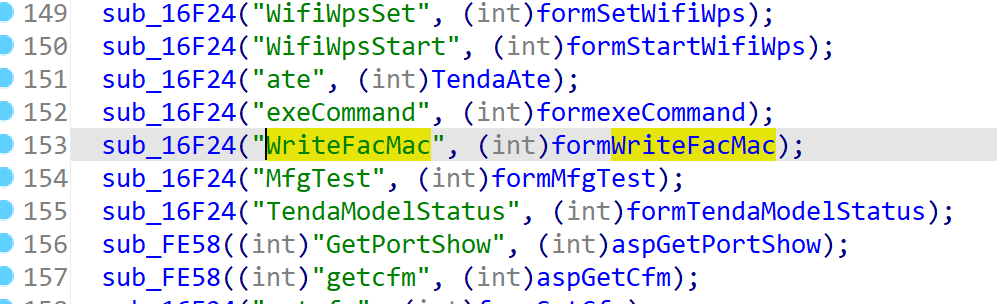 149 sub_16F24("WifiWpsSet", (int)formSetWifiWps);
150 sub_16F24("WifiWpsStart", (int)formStartWifiWps);
151 sub_16F24("ate", (int)TendaAte);
152 sub_16F24("exeCommand", (int)formexeCommand);
153 sub_16F24("WriteFacMac", (int)formWriteFacMac);
154 sub_16F24("MfgTest", (int)formMfgTest);
155 sub_16F24("TendaModelStatus", (int)formTendaModelStatus);
156 sub_FE58((int)"GetPortShow", (int)aspGetPortShow);
157 sub_FE58((int)"getcfm", (int)aspGetCfm);